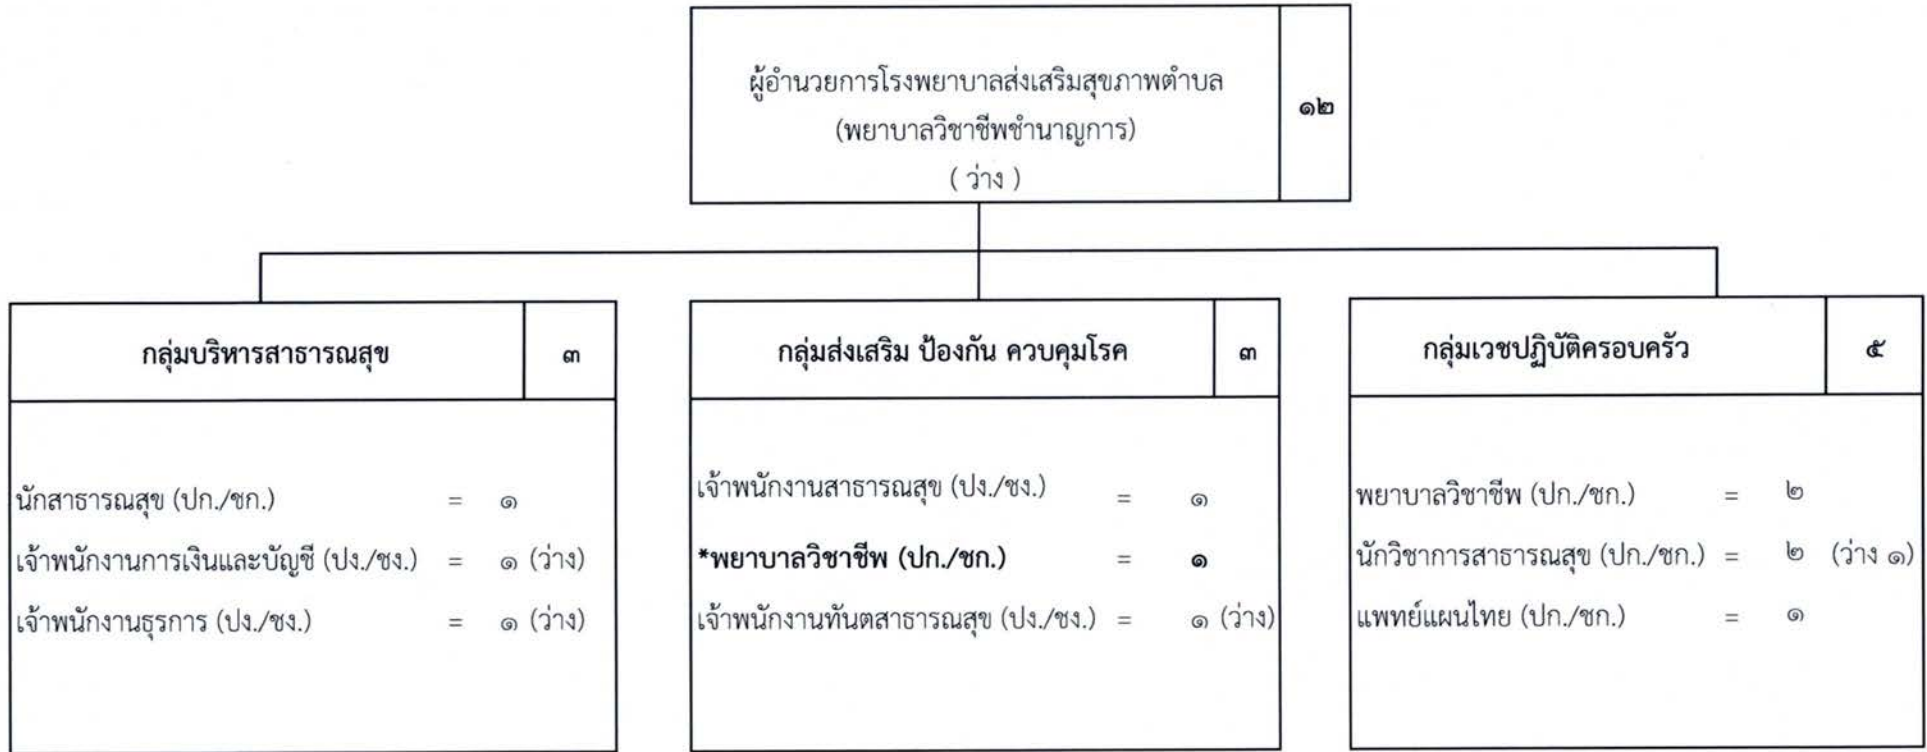 ผู้อำนวยการโรงพยาบาลส่งเสริมสุขภาพตำบล
(พยาบาลวิชาชีพชำนาญการ)
( ว่าง )
๑๒
กลุ่มบริหารสาธารณสุข ๓
นักสาธารณสุข (ปก./ชก.) = ๑
เจ้าพนักงานการเงินและบัญชี (ปง./ชง.) = ๑ (ว่าง)
เจ้าพนักงานธุรการ (ปง./ชง.) = ๑ (ว่าง)
กลุ่มส่งเสริม ป้องกัน ควบคุมโรค ๓
เจ้าพนักงานสาธารณสุข (ปง./ชง.) = ๑
*พยาบาลวิชาชีพ (ปก./ชก.) = ๑
เจ้าพนักงานทันตสาธารณสุข (ปง./ชง.) = ๑ (ว่าง)
กลุ่มเวชปฏิบัติครอบครัว ๕
พยาบาลวิชาชีพ (ปก./ชก.) = ๒
นักวิชาการสาธารณสุข (ปก./ชก.) = ๒ (ว่าง ๑)
แพทย์แผนไทย (ปก./ชก.) = ๑